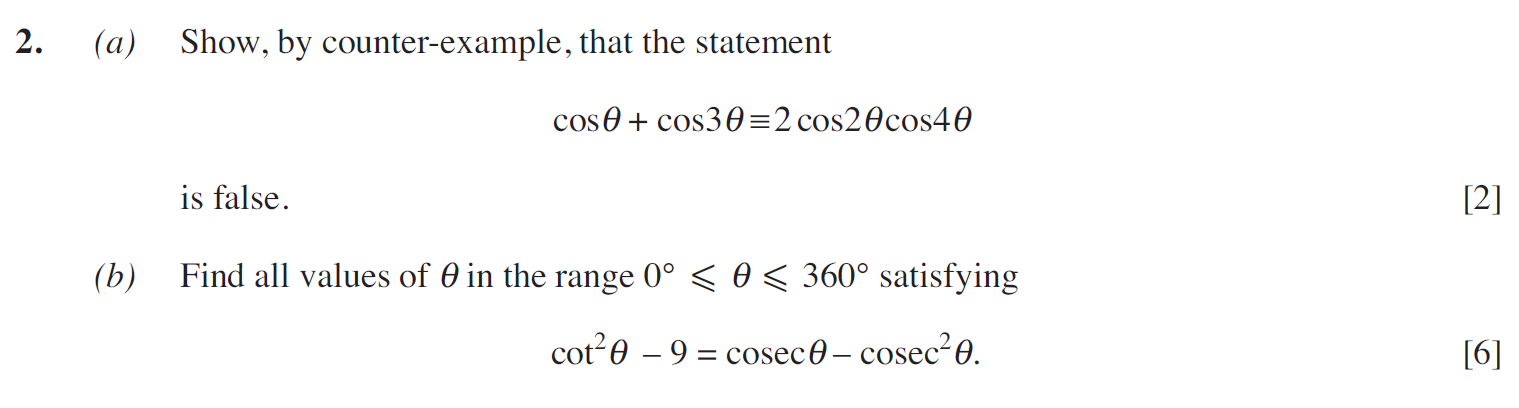 2. (a) Show, by counter-example, that the statement
cosθ + cos3θ ≡ 2 cos2θcos4θ
is false. [2]
(b) Find all values of θ in the range 0° ⩽ θ ⩽ 360° satisfying
cot²θ – 9 = cosecθ – cosec²θ. [6]